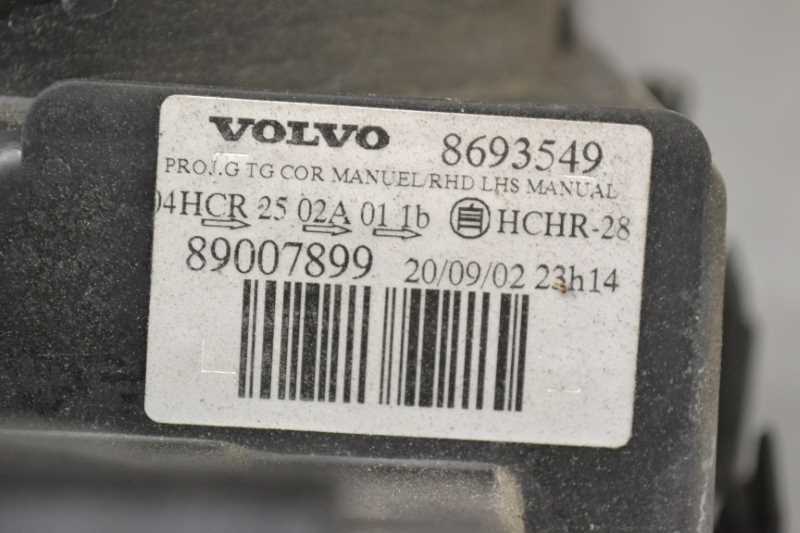 VOLVO 8693549
PROJ.G TG COR MANUEL/RHD LHS MANUAL
04HCR 25 02A 01 1b 自 HCHR-28
89007899 20/09/02 23h14